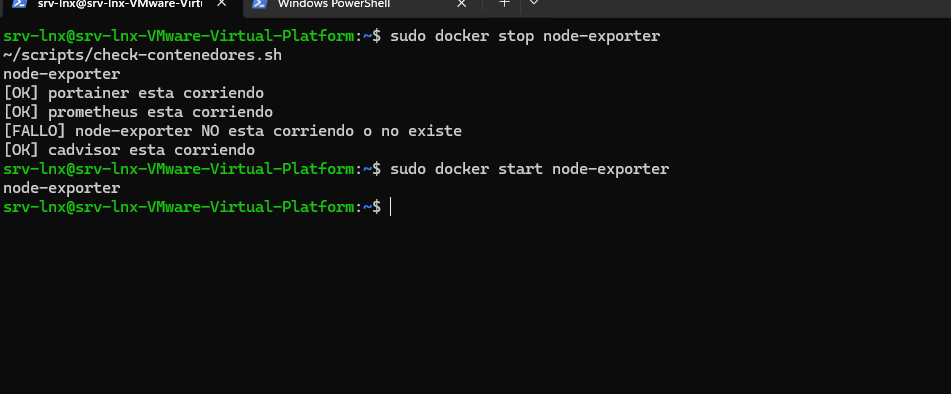 srv-lnx@srv-lnx-VMware-Virti × Windows PowerShell × + ˅
srv-lnx@srv-lnx-VMware-Virtual-Platform:~$ sudo docker stop node-exporter
~/scripts/check-contenedores.sh
node-exporter
[OK] portainer esta corriendo
[OK] prometheus esta corriendo
[FALLO] node-exporter NO esta corriendo o no existe
[OK] cadvisor esta corriendo
srv-lnx@srv-lnx-VMware-Virtual-Platform:~$ sudo docker start node-exporter
node-exporter
srv-lnx@srv-lnx-VMware-Virtual-Platform:~$